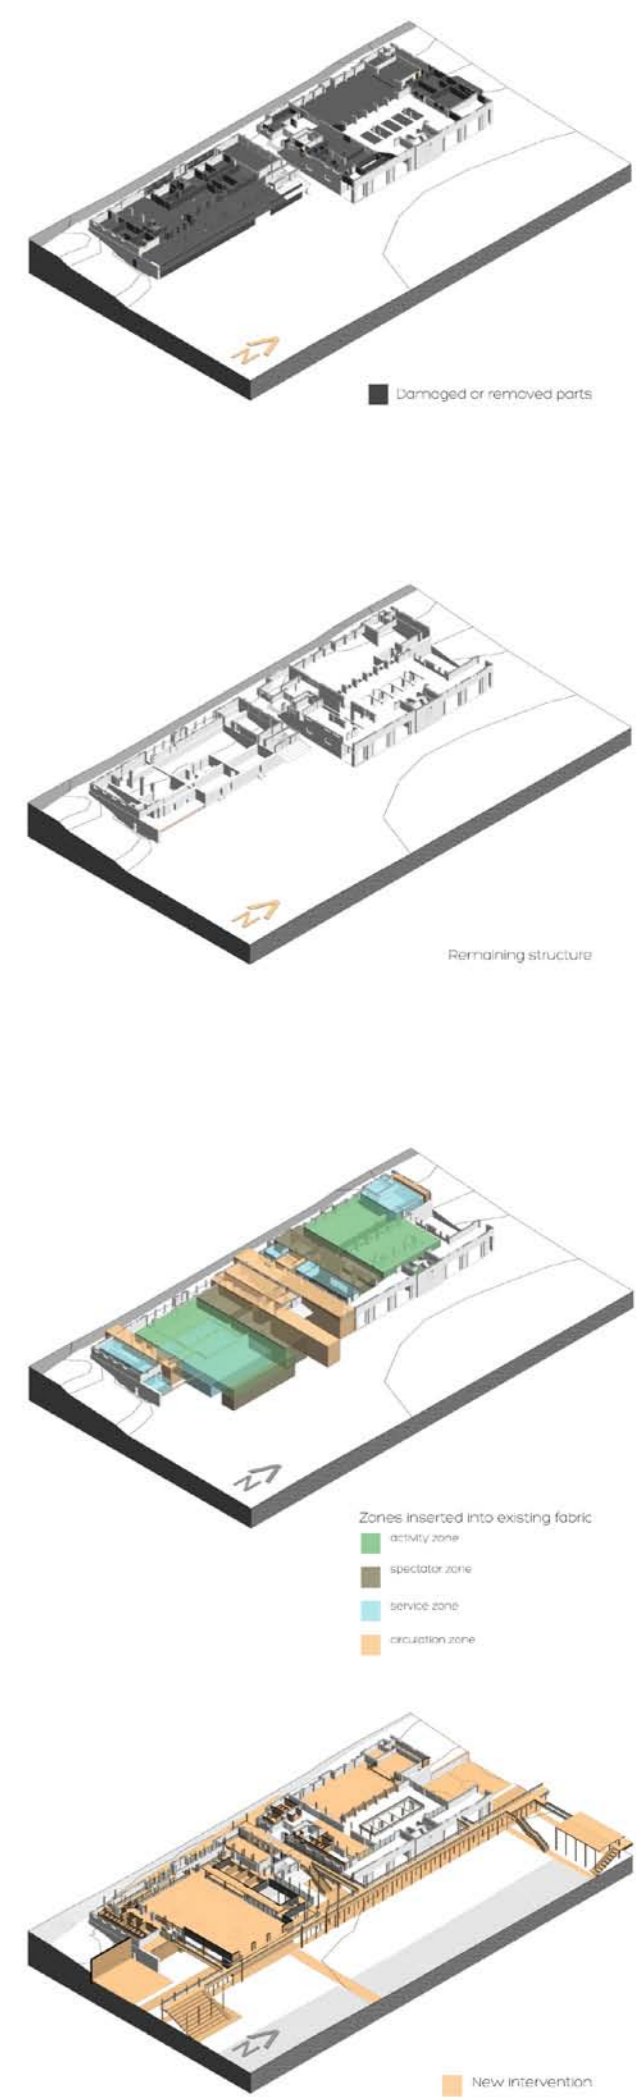 N
Damaged or removed parts
N
Remaining structure
N
Zones inserted into existing fabric
activity zone
spectator zone
service zone
circulation zone
N
New intervention